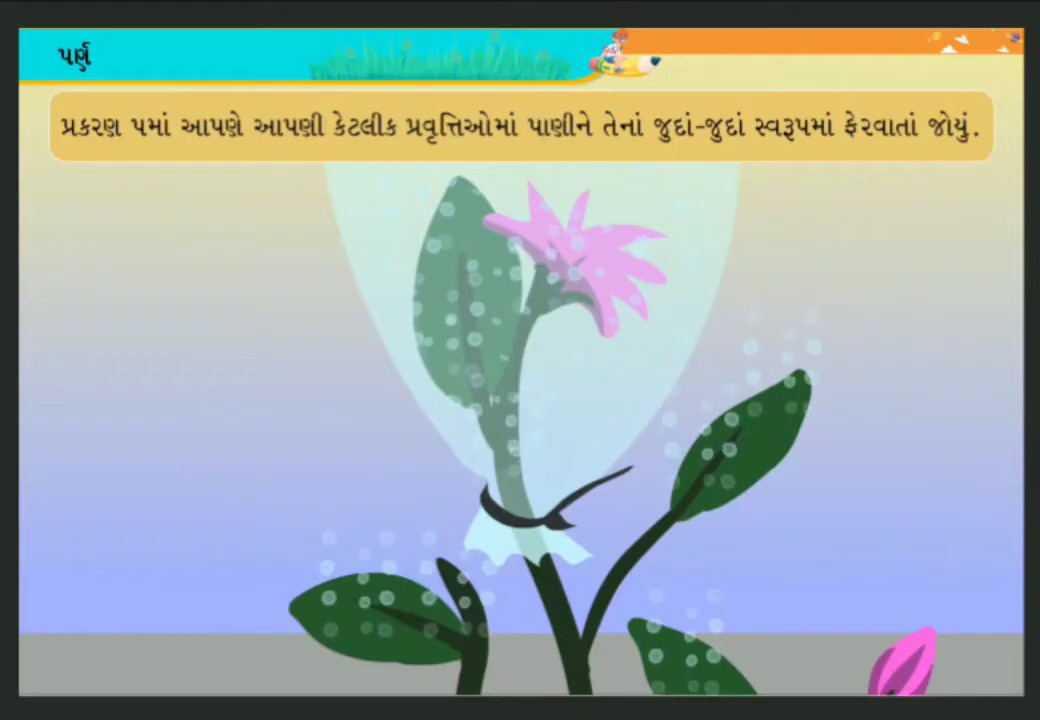 પર્ણ
પ્રકરણ ૫માં આપણે આપણી કેટલીક પ્રવૃત્તિઓમાં પાણીને તેનાં જુદાં-જુદાં સ્વરૂપમાં ફેરવાતાં જોયું.